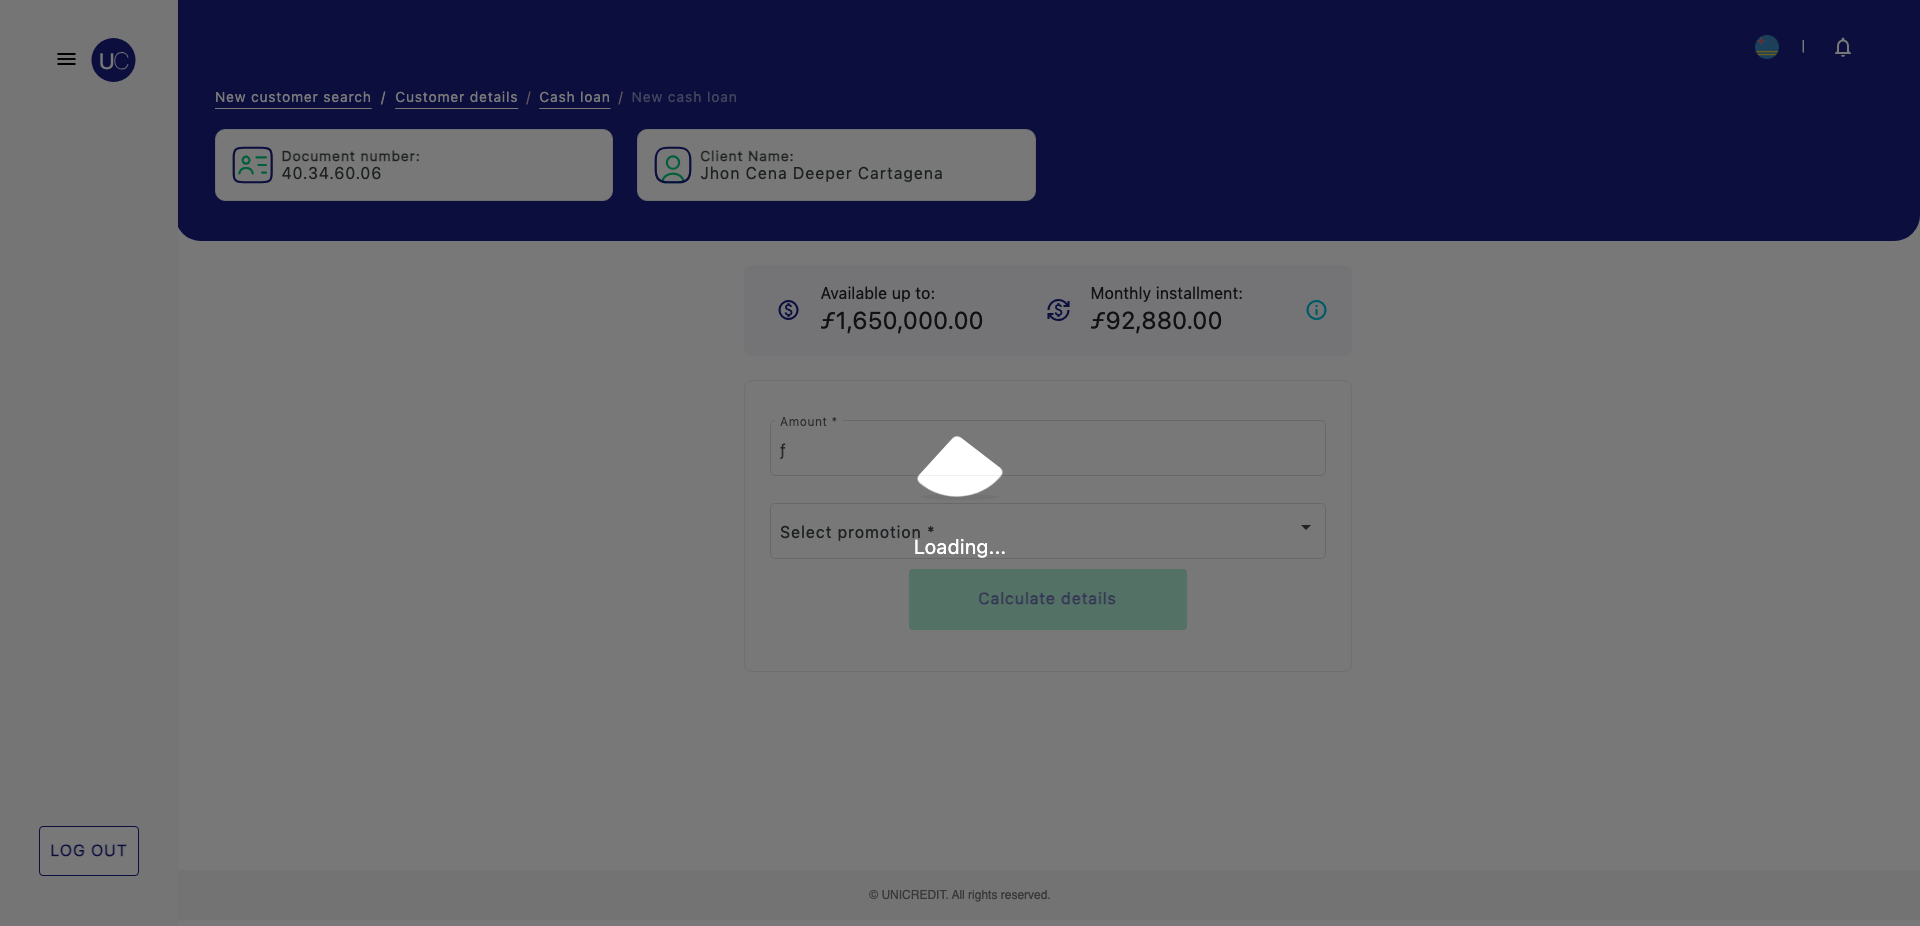 UC
New customer search / Customer details / Cash loan / New cash loan
Document number:
40.34.60.06
Client Name:
Jhon Cena Deeper Cartagena
Available up to:
ƒ1,650,000.00
Monthly installment:
ƒ92,880.00
Amount *
ƒ
Select promotion *
Loading...
Calculate details
LOG OUT
© UNICREDIT. All rights reserved.